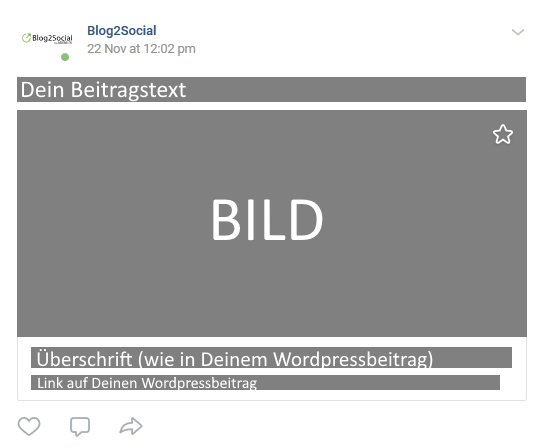 Blog2Social
Blog2Social
22 Nov at 12:02 pm
Dein Beitragstext
BILD
Überschrift (wie in Deinem Wordpressbeitrag)
Link auf Deinen Wordpressbeitrag